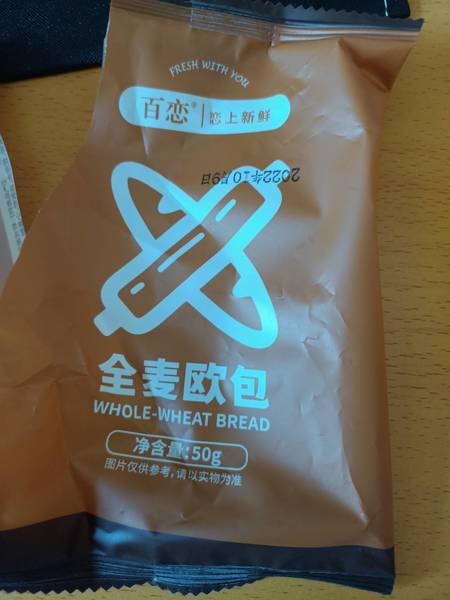 FRESH WITH YOU
百恋® 恋上新鲜
2022年10月9日
全麦欧包
WHOLE-WHEAT BREAD
净含量:50g
图片仅供参考,请以实物为准